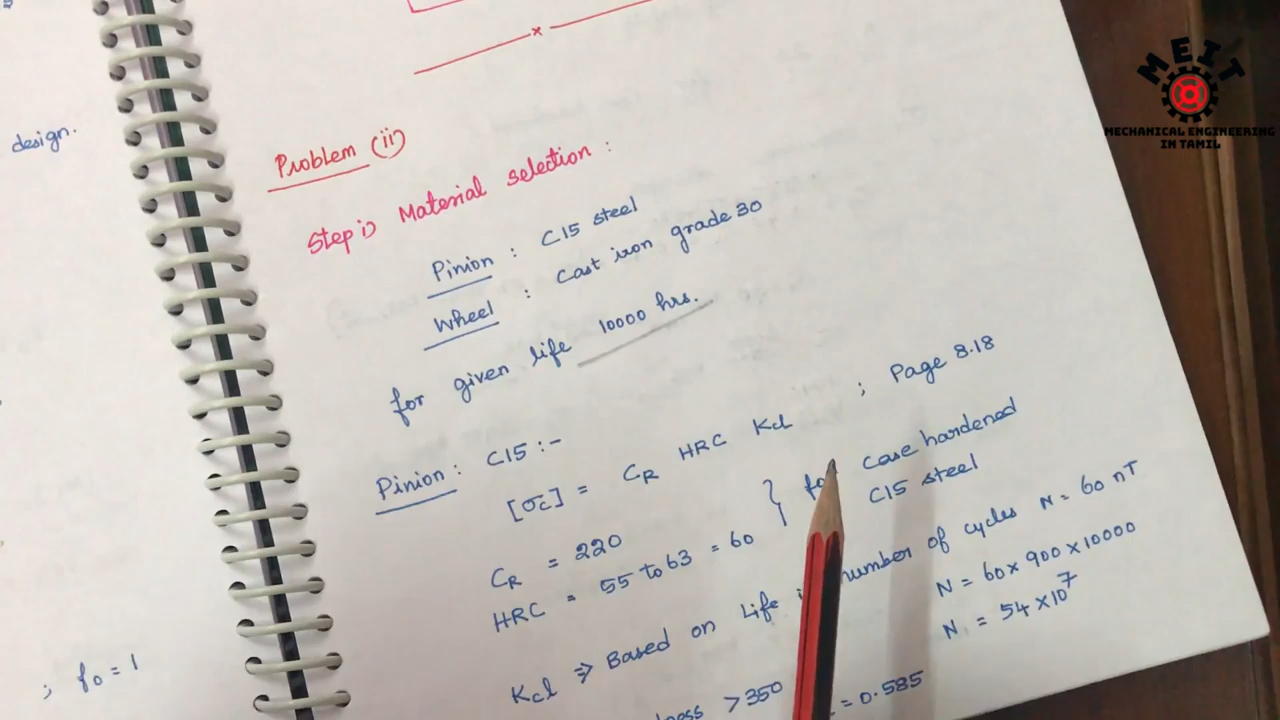 design.
; fo = 1
Problem (ii)
Step i) Material selection :
Pinion : C15 steel
Wheel : Cast iron grade 30
for given life 10000 hrs.
Pinion : C15 :-
[σc] = CR HRC Kcl ; Page 8.18
CR = 220
HRC = 55 to 63 = 60 } case hardened
C15 steel
Kcl ⇒ Based on Life number of cycles N = 60 nT
N = 60 × 900 × 10000
N = 54 × 10⁷
> 350 = 0.585
MEIT
MECHANICAL ENGINEERING
IN TAMIL